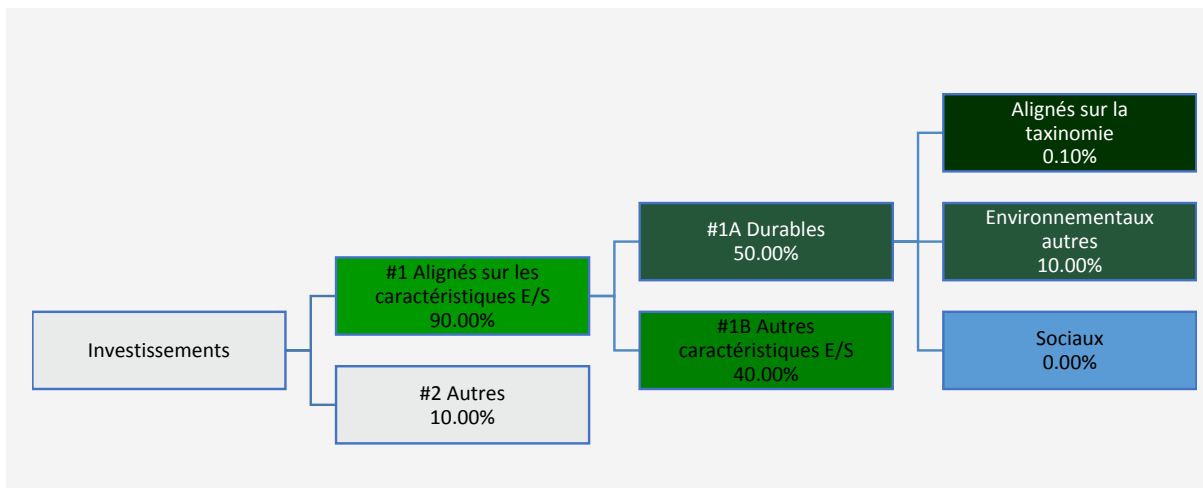 Investissements
#1 Alignés sur les
caractéristiques E/S
90.00%
#2 Autres
10.00%
#1A Durables
50.00%
#1B Autres
caractéristiques E/S
40.00%
Alignés sur la
taxinomie
0.10%
Environnementaux
autres
10.00%
Sociaux
0.00%